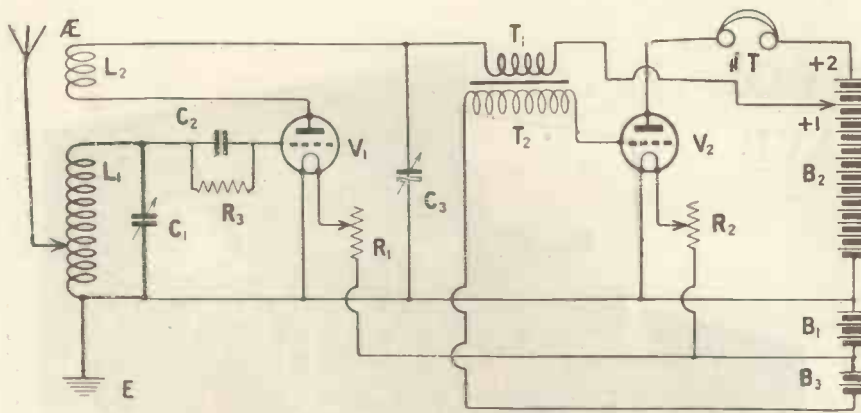 Æ
L₂
L₁
C₂
R₃
C₁
V₁
R₁
C₃
T₁
T₂
V₂
R₂
T
+2
+1
B₂
B₁
B₃
E